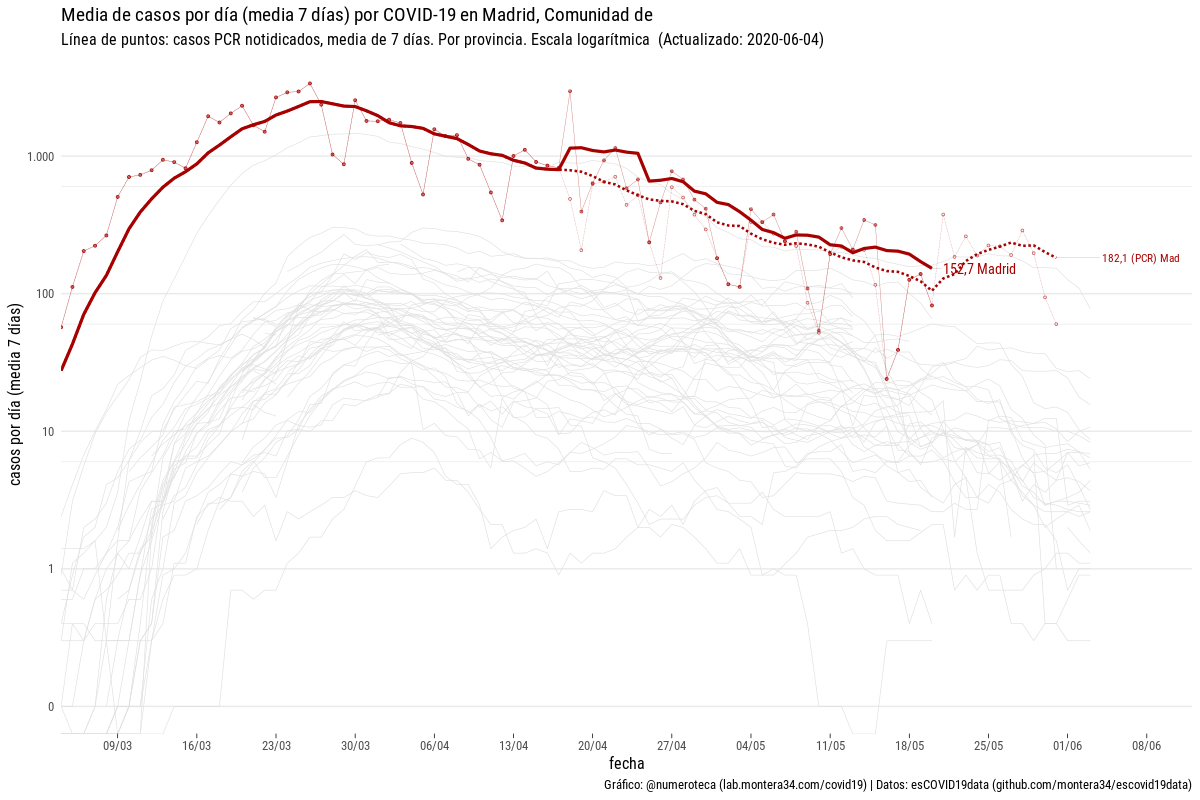 Media de casos por día (media 7 días) por COVID-19 en Madrid, Comunidad de
Línea de puntos: casos PCR notidicados, media de 7 días. Por provincia. Escala logarítmica (Actualizado: 2020-06-04)
casos por día (media 7 días)
1.000
100
10
1
0
152,7 Madrid
182,1 (PCR) Mad
09/03 16/03 23/03 30/03 06/04 13/04 20/04 27/04 04/05 11/05 18/05 25/05 01/06 08/06
fecha
Gráfico: @numeroteca (lab.montera34.com/covid19) | Datos: esCOVID19data (github.com/montera34/escovid19data)